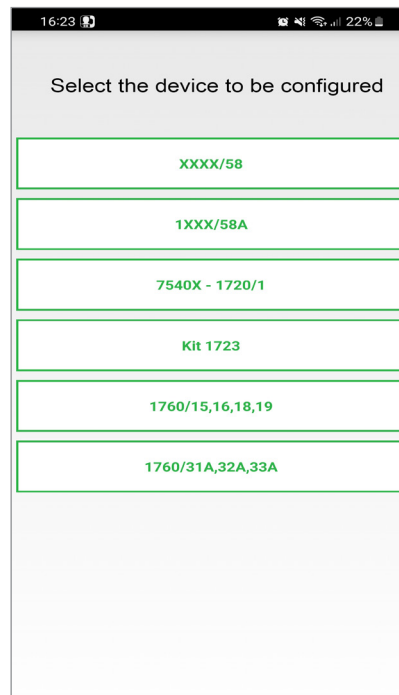 16:23 22%
Select the device to be configured
XXXX/58
1XXX/58A
7540X - 1720/1
Kit 1723
1760/15,16,18,19
1760/31A,32A,33A